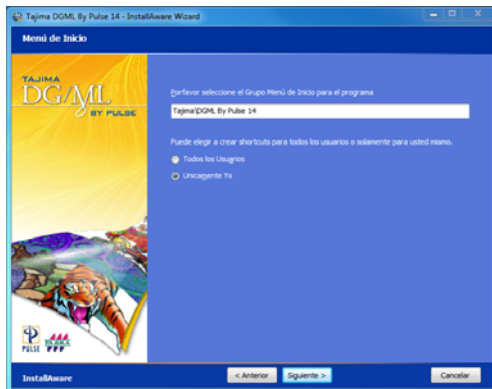 Tajima DGML By Pulse 14 - InstallAware Wizard
Menú de Inicio
TAJIMA
DG/ML
BY PULSE
Porfavor seleccione el Grupo Menú de Inicio para el programa
Tajima\DGML By Pulse 14
Puede elegir a crear shortcuts para todos los usuarios o solamente para usted mismo.
Todos los Usuarios
Unicamente Yo
PULSE
TAJIMA
InstallAware
< Anterior
Siguiente >
Cancelar